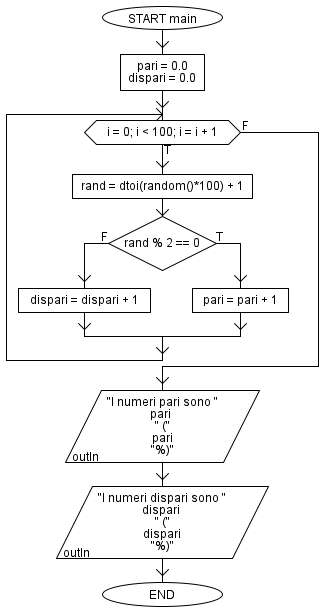 START main
pari = 0.0
dispari = 0.0
i = 0; i < 100; i = i + 1
F
T
rand = dtoi(random()*100) + 1
F
rand % 2 == 0
T
dispari = dispari + 1
pari = pari + 1
"I numeri pari sono "
pari
" ("
pari
"%)"
outln
"I numeri dispari sono "
dispari
" ("
dispari
"%)"
outln
END